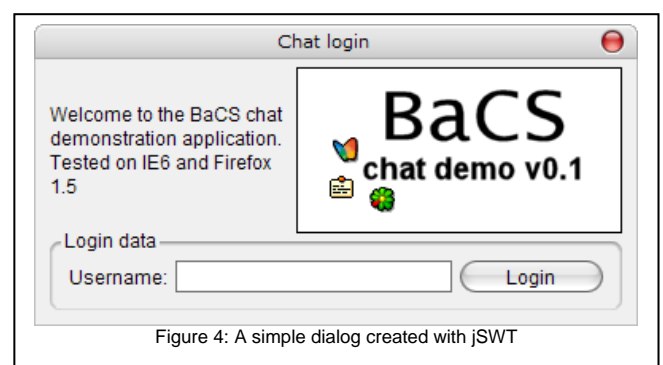 Chat login
Welcome to the BaCS chat
demonstration application.
Tested on IE6 and Firefox
1.5
BaCS
chat demo v0.1
Login data
Username:
Login
Figure 4: A simple dialog created with jSWT